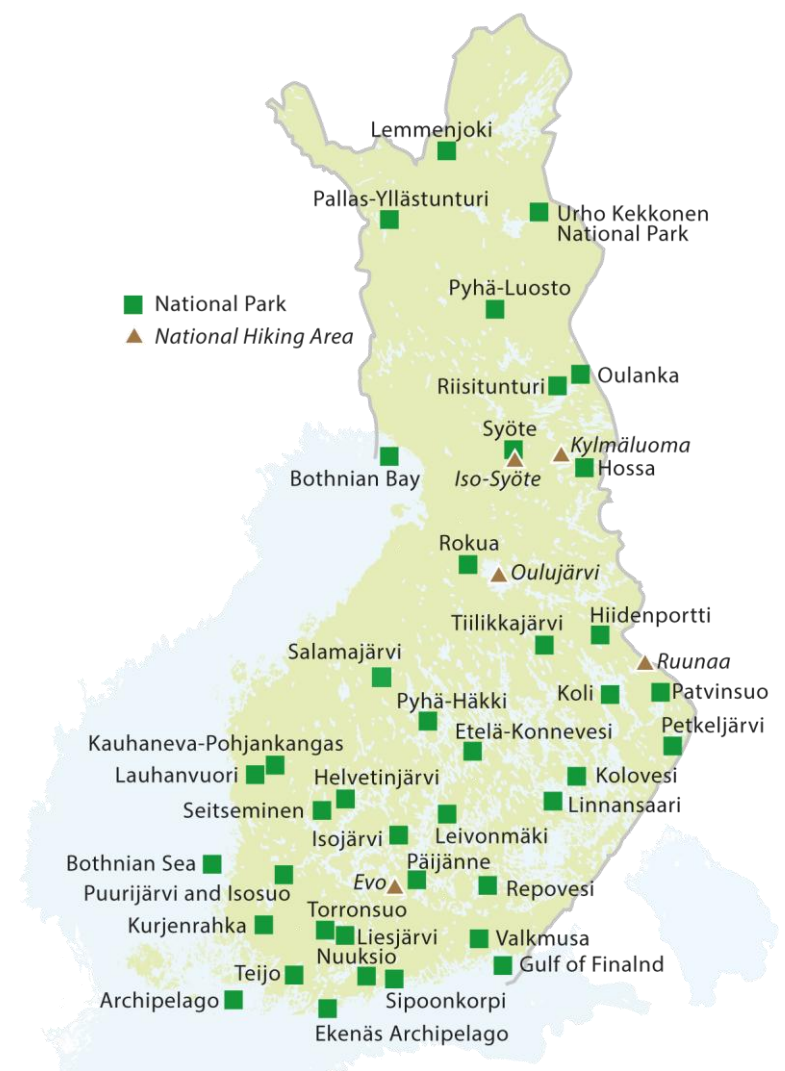 Lemmenjoki
Pallas-Yllästunturi
Urho Kekkonen
National Park
Pyhä-Luosto
National Park
National Hiking Area
Oulanka
Riisitunturi
Syöte
Kylmäluoma
Hossa
Iso-Syöte
Bothnian Bay
Rokua
Oulujärvi
Hiidenportti
Tiilikkajärvi
Salamajärvi
Ruunaa
Koli
Patvinsuo
Pyhä-Häkki
Petkeljärvi
Etelä-Konnevesi
Kauhaneva-Pohjankangas
Lauhanvuori
Helvetinjärvi
Kolovesi
Linnansaari
Seitseminen
Isojärvi
Leivonmäki
Bothnian Sea
Päijänne
Evo
Repovesi
Puurijärvi and Isosuo
Torronsuo
Kurjenrahka
Liesjärvi
Valkmusa
Nuuksio
Gulf of Finalnd
Teijo
Archipelago
Sipoonkorpi
Ekenäs Archipelago